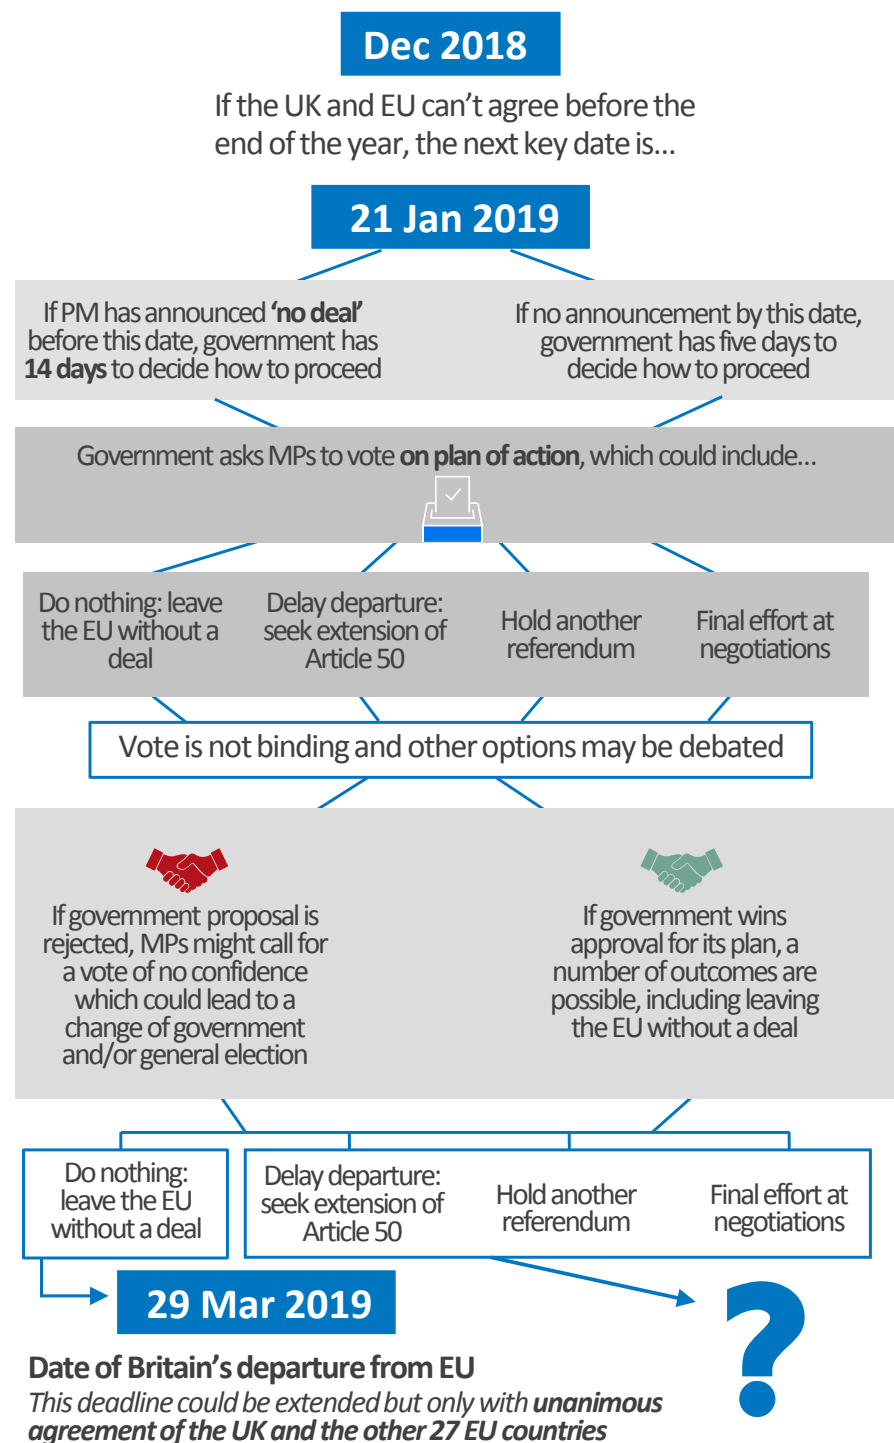 Dec 2018
If the UK and EU can't agree before the
end of the year, the next key date is...
21 Jan 2019
If PM has announced ‘no deal’
before this date, government has
14 days to decide how to proceed
If no announcement by this date,
government has five days to
decide how to proceed
Government asks MPs to vote on plan of action, which could include...
Do nothing: leave
the EU without a
deal
Delay departure:
seek extension of
Article 50
Hold another
referendum
Final effort at
negotiations
Vote is not binding and other options may be debated
If government proposal is
rejected, MPs might call for
a vote of no confidence
which could lead to a
change of government
and/or general election
If government wins
approval for its plan, a
number of outcomes are
possible, including leaving
the EU without a deal
Do nothing:
leave the EU
without a deal
Delay departure:
seek extension of
Article 50
Hold another
referendum
Final effort at
negotiations
29 Mar 2019
?
Date of Britain's departure from EU
This deadline could be extended but only with unanimous
agreement of the UK and the other 27 EU countries